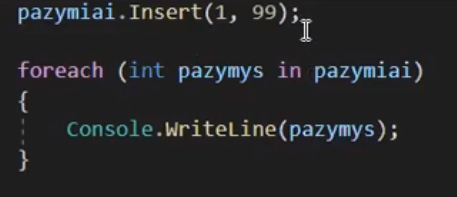 pazymiai.Insert(1, 99);
foreach (int pazymys in pazymiai)
{
    Console.WriteLine(pazymys);
}